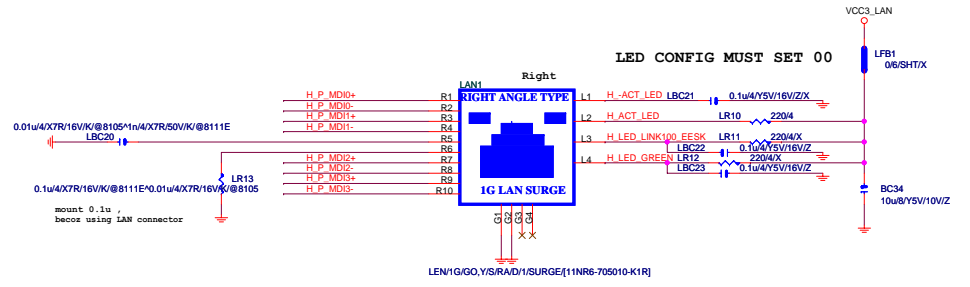 VCC3_LAN
LED CONFIG MUST SET 00
LFB1
0/6/SHT/X
Right
LAN1
RIGHT ANGLE TYPE
1G LAN SURGE
H_P_MDI0+
R1
H_P_MDI0-
R2
H_P_MDI1+
R3
H_P_MDI1-
R4
0.01u/4/X7R/16V/K/@8105^1n/4/X7R/50V/K/@8111E
LBC20
R5
R6
H_P_MDI2+
R7
H_P_MDI2-
R8
H_P_MDI3+
R9
H_P_MDI3-
R10
LR13
0.1u/4/X7R/16V/K/@8111E^0.01u/4/X7R/16V/K/@8105
mount 0.1u ,
becoz using LAN connector
L1
H_-ACT_LED
LBC21
0.1u/4/Y5V/16V/Z/X
L2
H_ACT_LED
LR10
220/4
L3
H_LED_LINK100_EESK
LR11
220/4/X
LBC22
0.1u/4/Y5V/16V/Z
L4
H_LED_GREEN
LR12
220/4/X
LBC23
0.1u/4/Y5V/16V/Z
BC34
10u/8/Y5V/10V/Z
G1
G2
G3
G4
LEN/1G/GO,Y/S/RA/D/1/SURGE/[11NR6-705010-K1R]